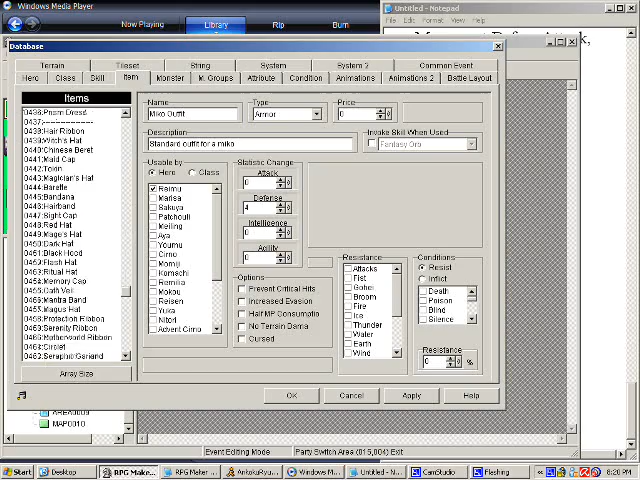 Windows Media Player
Now Playing
Library
Rip
Burn
Untitled - Notepad
File Edit Format View Help
Database
Terrain Tileset String System System 2 Common Event
Hero Class Skill Item Monster M. Groups Attribute Condition Animations Animations 2 Battle Layout
Items
0436:Prism Dress
0437:--------------------
0438:Hair Ribbon
0439:Witch's Hat
0440:Chinese Beret
0441:Maid Cap
0442:Tokin
0443:Magician's Hat
0444:Barette
0445:Bandana
0446:Hairband
0447:Sight Cap
0448:Red Hat
0449:Magic Hat
0450:Dark Hat
0451:Black Hood
0452:Flash Hat
0453:Ritual Hat
0454:Memory Cap
0455:Oath Veil
0456:Mantra Band
0457:Magus Hat
0458:Protection Ribbon
0459:Serenity Ribbon
0460:Motherworld Ribbon
0461:Circlet
0462:Seraphic Garland
Array Size
Name
Miko Outfit
Type
Armor
Price
0
Description
Standard outfit for a miko
Invoke Skill When Used
Fantasy Orb
Usable by
Hero Class
Reimu
Marisa
Sakuya
Patchouli
Meiling
Aya
Youmu
Cirno
Momiji
Komachi
Remilia
Mokou
Reisen
Yuka
Nitori
Advent Cirno
Statistic Change
Attack
0
Defense
4
Intelligence
0
Agility
0
Options
Prevent Critical Hits
Increased Evasion
Half MP Consumptio
No Terrain Dama
Cursed
Resistance
Attacks
Fist
Gohei
Broom
Fire
Ice
Thunder
Water
Earth
Wind
Conditions
Resist
Inflict
Death
Poison
Blind
Silence
Resistance
0 %
OK
Cancel
Apply
Help
AREA0009
MAP0010
Event Editing Mode
Party Switch Area (015,004) Exit
Start
Desktop
RPG Make...
RPG Maker ...
AnkokuRyu...
Windows M...
Untitled - N...
CamStudio
Flashing
8:20 PM